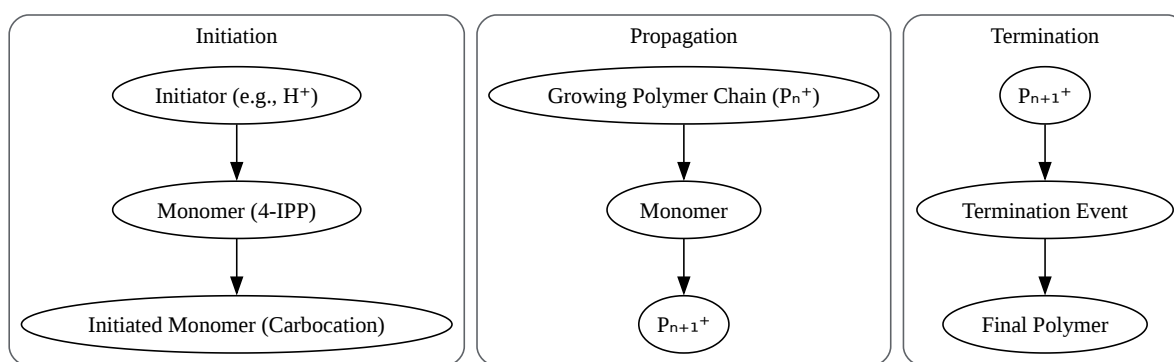 Initiation
Initiator (e.g., H⁺)
Monomer (4-IPP)
Initiated Monomer (Carbocation)
Propagation
Growing Polymer Chain (Pₙ⁺)
Monomer
Pₙ₊₁⁺
Termination
Pₙ₊₁⁺
Termination Event
Final Polymer